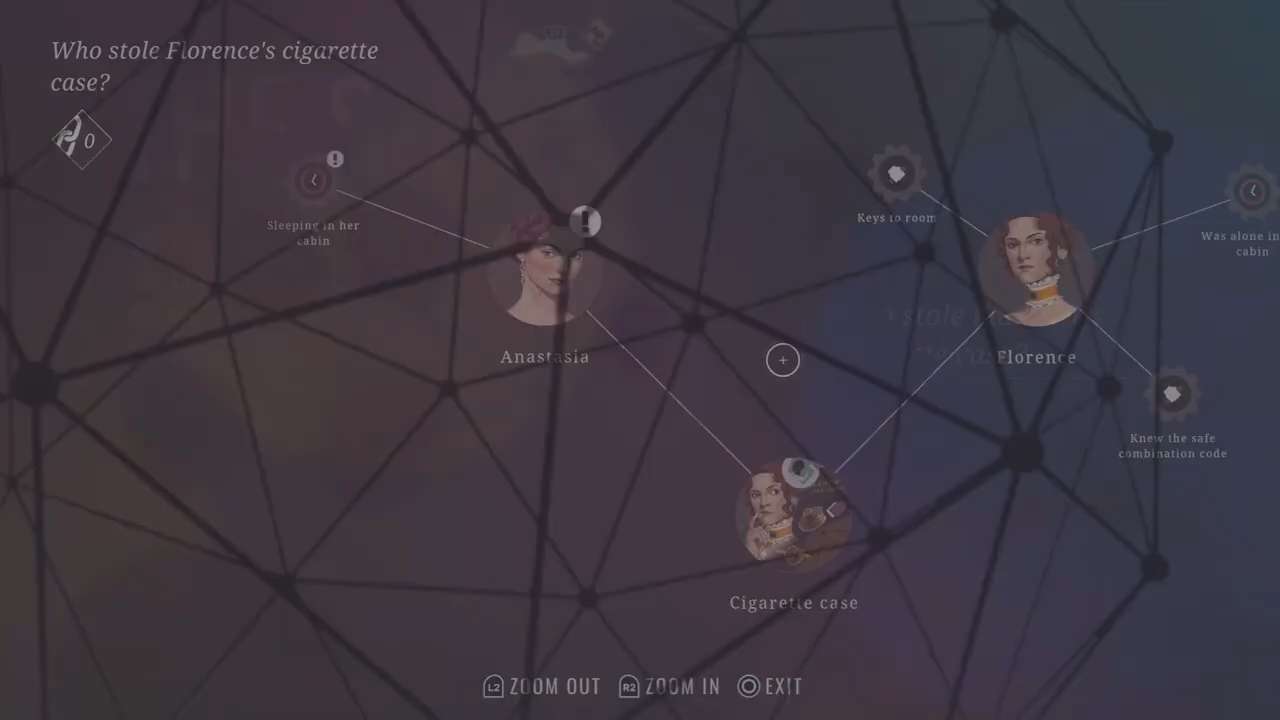 Who stole Florence's cigarette
case?
0
Sleeping in her
cabin
Keys to room
Was alone in
cabin
Anastasia
Florence
Knew the safe
combination code
Cigarette case
L2 ZOOM OUT R2 ZOOM IN EXIT